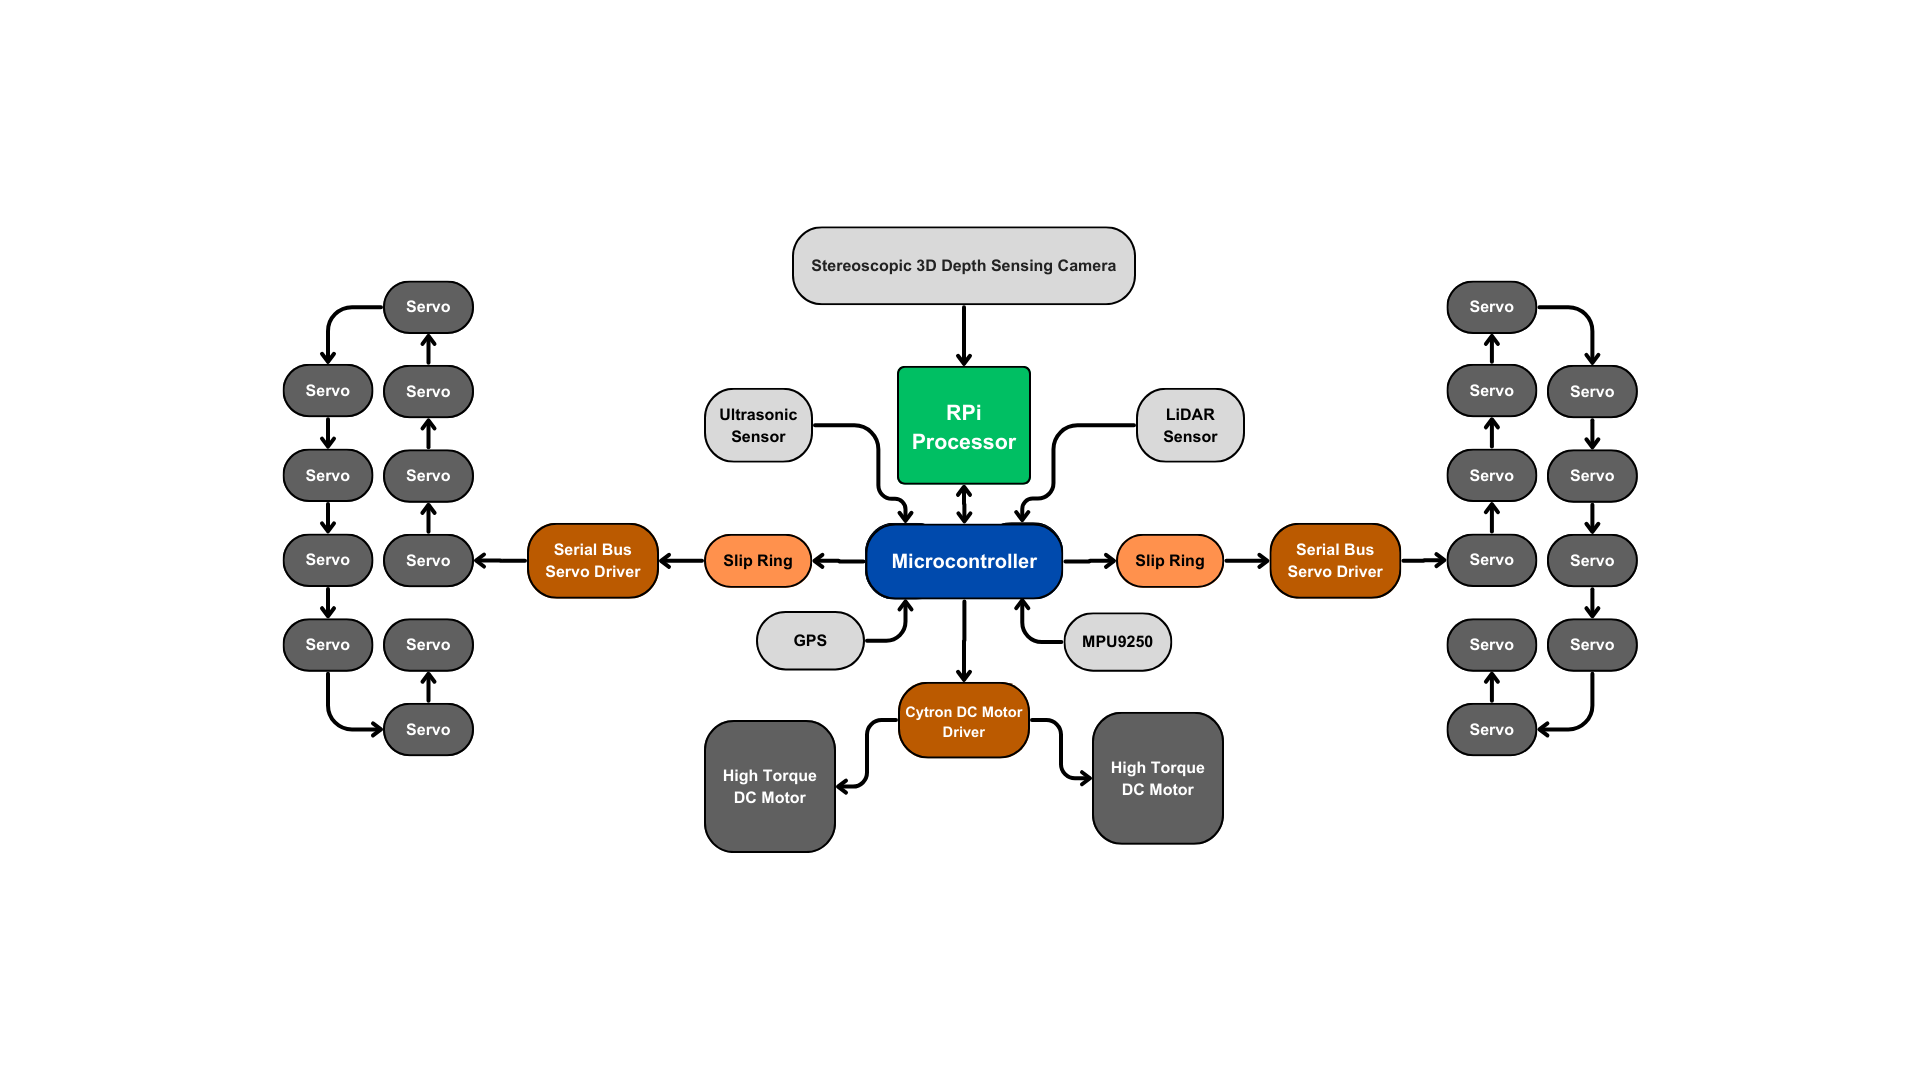 Stereoscopic 3D Depth Sensing Camera
Servo
Servo
Servo
Servo
Servo
Servo
Servo
Servo
Servo
Servo
Servo
Servo
Ultrasonic
Sensor
RPi
Processor
LiDAR
Sensor
Servo
Servo
Serial Bus
Servo Driver
Slip Ring
Microcontroller
Slip Ring
Serial Bus
Servo Driver
Servo
Servo
Servo
Servo
GPS
MPU9250
Servo
Servo
Cytron DC Motor
Driver
Servo
Servo
High Torque
DC Motor
High Torque
DC Motor